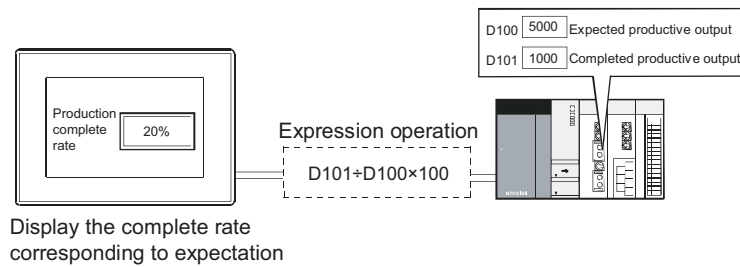 D100 5000 Expected productive output
D101 1000 Completed productive output
Production
complete
rate
20%
Expression operation
D101÷D100×100
Display the complete rate
corresponding to expectation